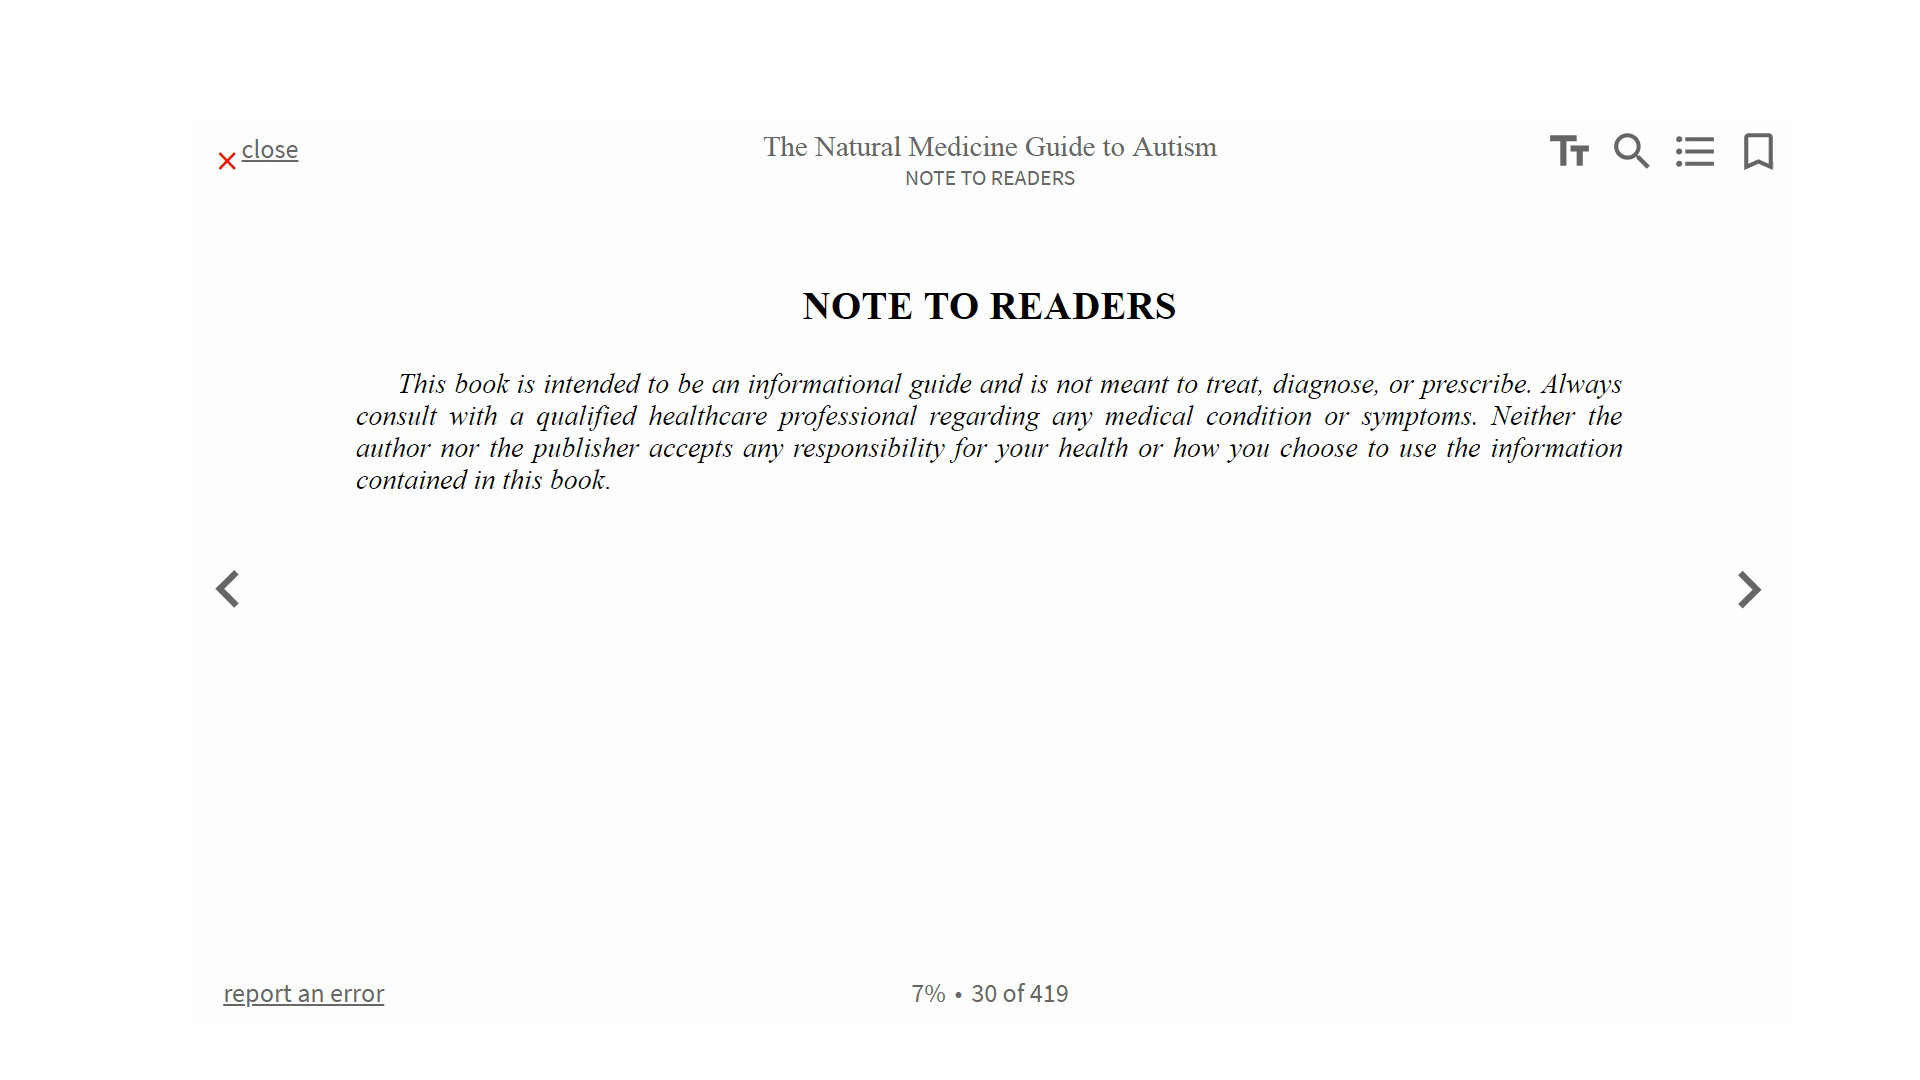 close
The Natural Medicine Guide to Autism
NOTE TO READERS
NOTE TO READERS
This book is intended to be an informational guide and is not meant to treat, diagnose, or prescribe. Always
consult with a qualified healthcare professional regarding any medical condition or symptoms. Neither the
author nor the publisher accepts any responsibility for your health or how you choose to use the information
contained in this book.
report an error
7% • 30 of 419